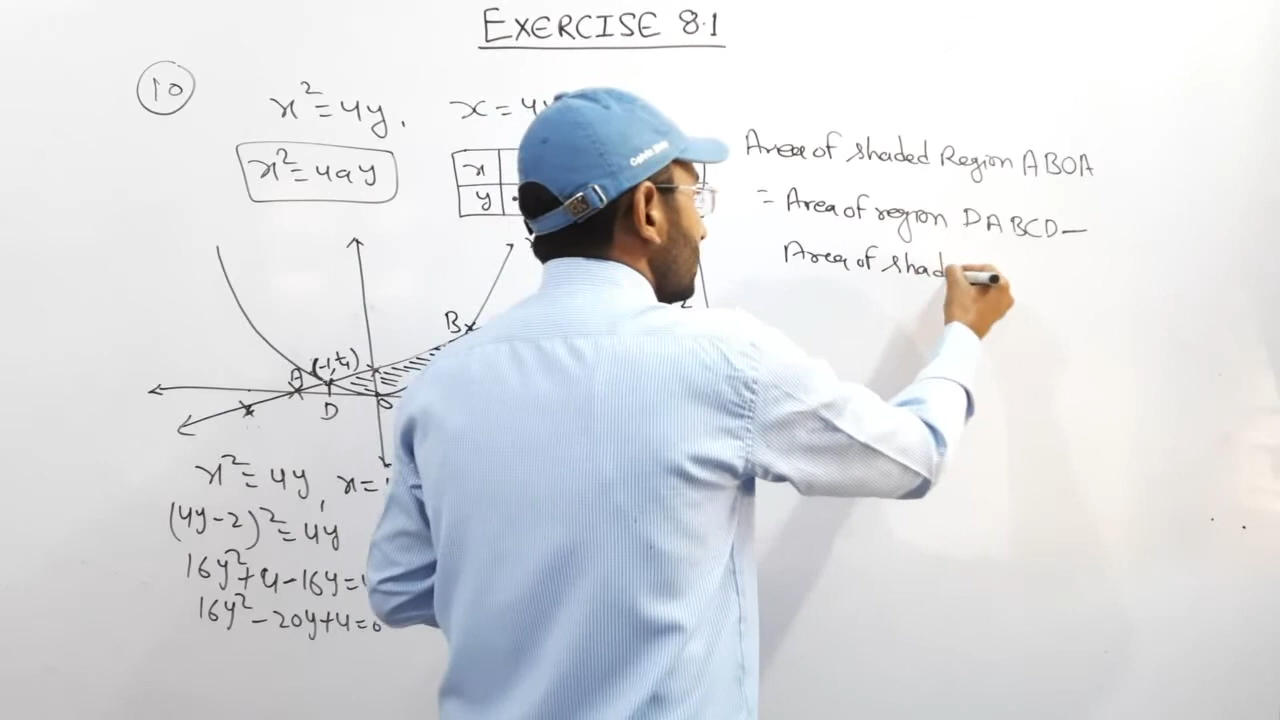 EXERCISE 8.1
10
x² = 4y, x = 4y
x² = 4ay
x
y
Area of shaded Region ABOA
= Area of region DABCD —
Area of shad
B
A (-1, ¼)
D O
x² = 4y, x =
(4y-2)² = 4y
16y² + 4 - 16y =
16y² - 20y + 4 = 0